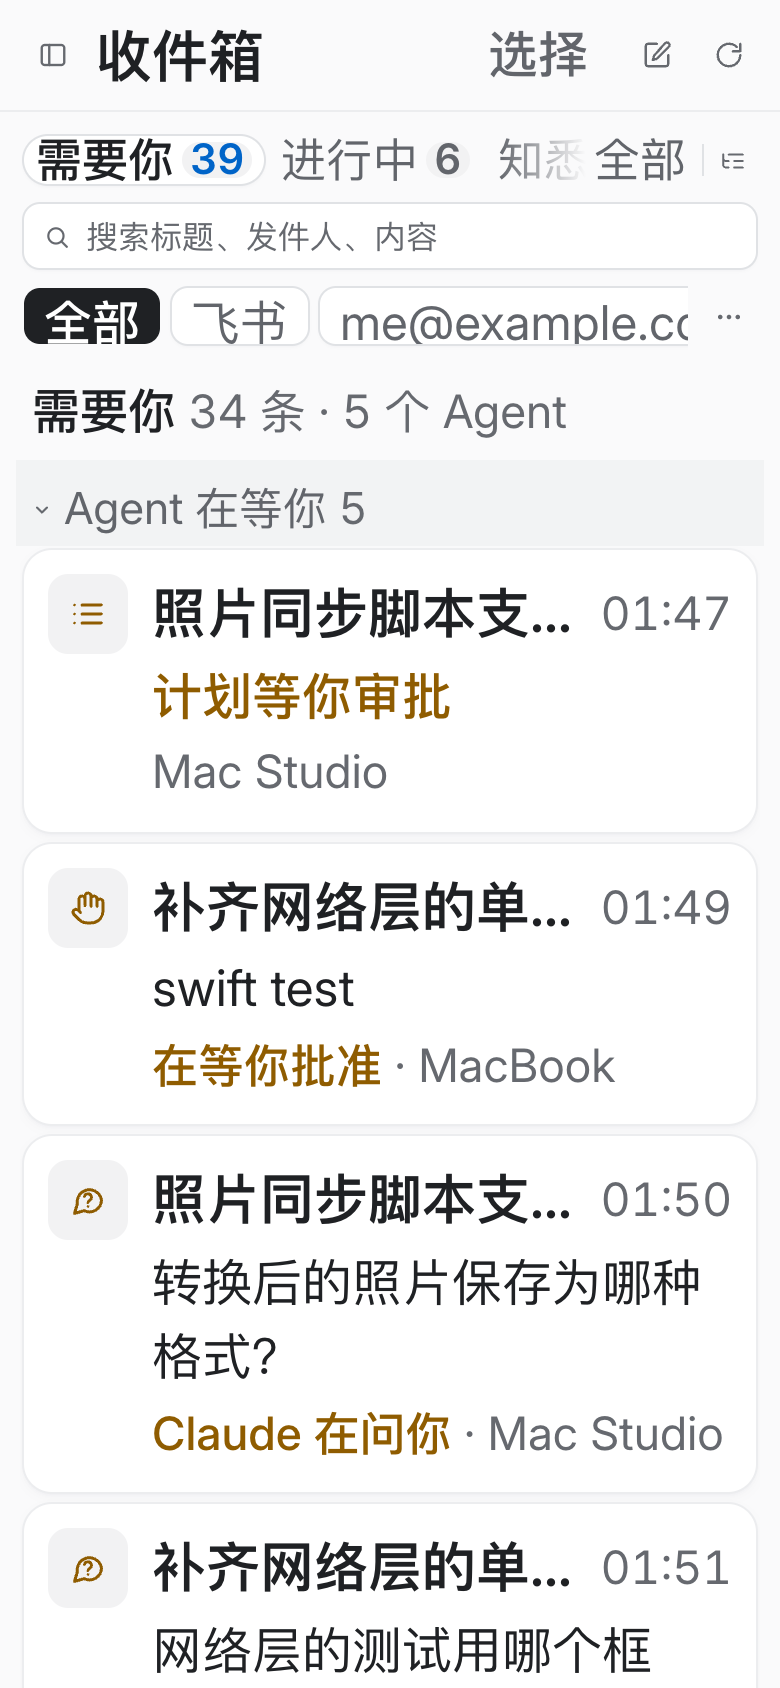 收件箱 选择
需要你 39 进行中 6 知悉 全部
搜索标题、发件人、内容
全部 飞书 me@example.co
需要你 34 条 · 5 个 Agent
Agent 在等你 5
照片同步脚本支... 01:47
计划等你审批
Mac Studio
补齐网络层的单... 01:49
swift test
在等你批准 · MacBook
照片同步脚本支... 01:50
转换后的照片保存为哪种
格式?
Claude 在问你 · Mac Studio
补齐网络层的单... 01:51
网络层的测试用哪个框